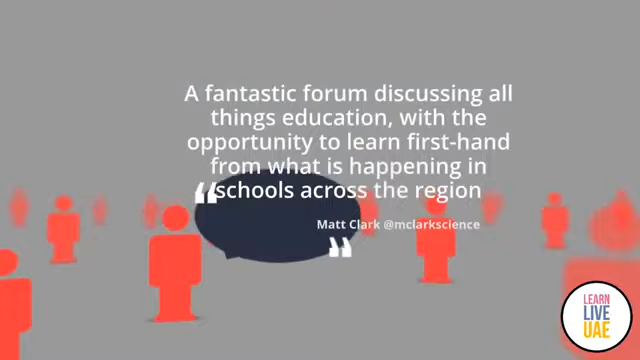 A fantastic forum discussing all
things education, with the
opportunity to learn first-hand
from what is happening in
“schools across the region
Matt Clark @mclarkscience
“
LEARN
LIVE
UAE